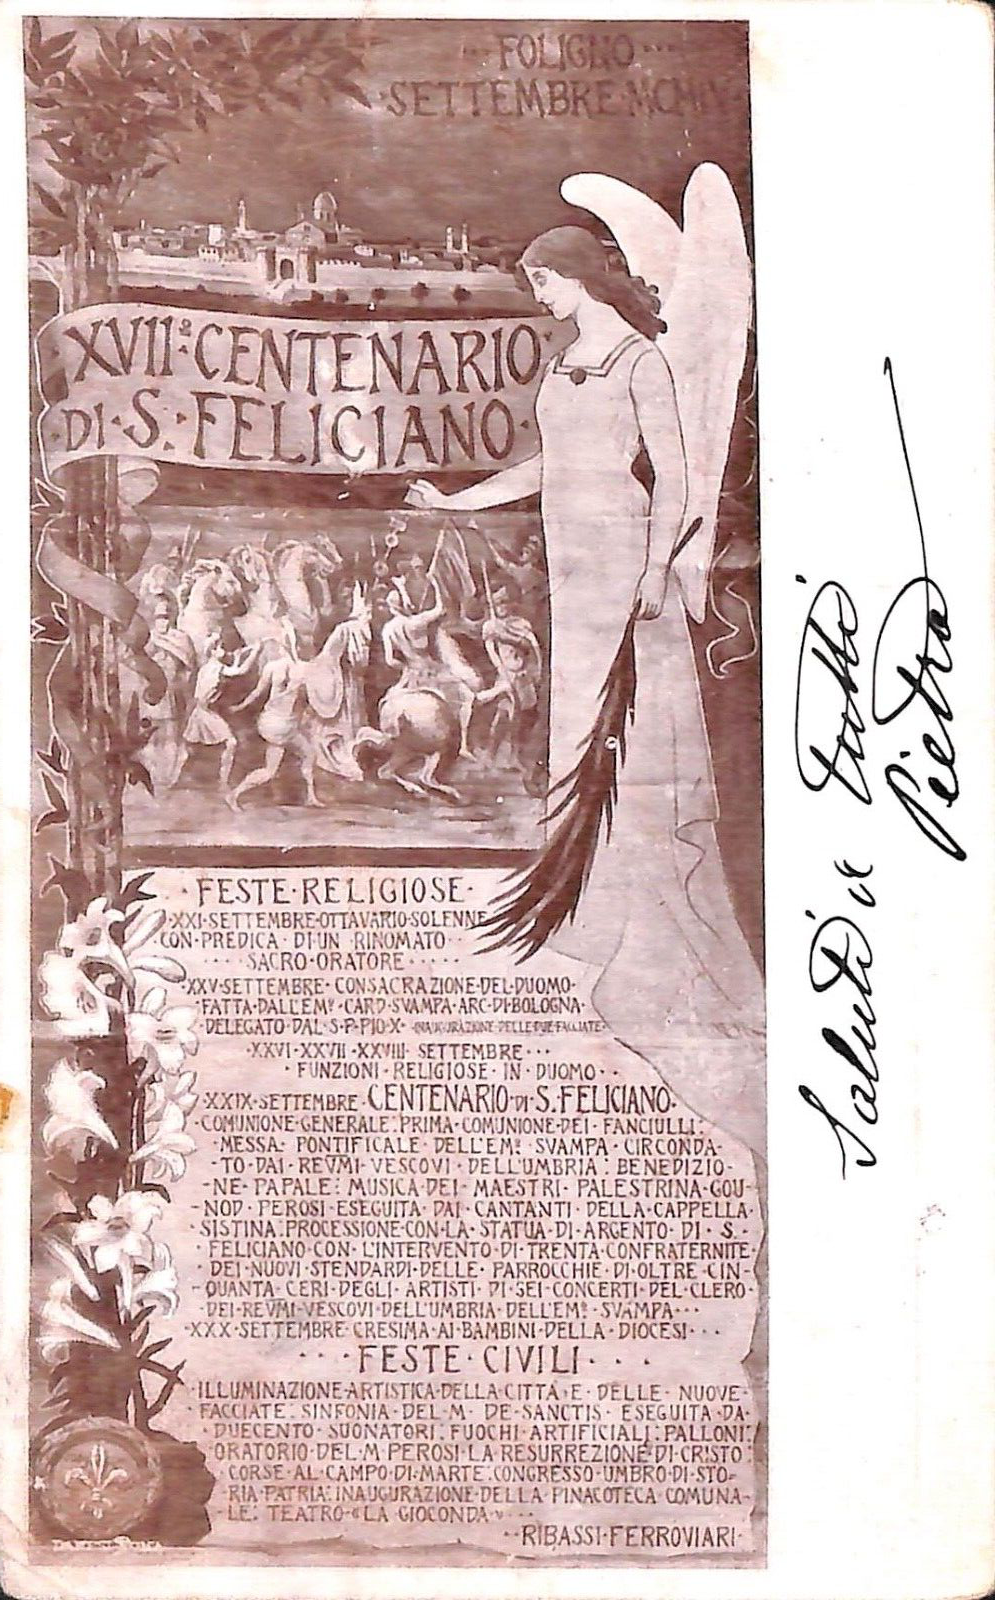 ·· FOLIGNO ···
SETTEMBRE·MCMIV·
·XVII°:CENTENARIO·
·DI·S·FELICIANO·
·FESTE·RELIGIOSE·
·XXI·SETTEMBRE·OTTAVARIO·SOLENNE
CON·PREDICA·DI·UN·RINOMATO··
····SACRO·ORATORE·····
·XXV·SETTEMBRE·CONSACRAZIONE·DEL·DUOMO·
FATTA·DALL'EM°·CARD·SVAMPA·ARC·DI·BOLOGNA·
DELEGATO·DAL·S·P·PIO·X·INAUGURAZIONE·DELLE·DUE·FACCIATE·
·XXVI·XXVII·XXVIII·SETTEMBRE···
·FUNZIONI·RELIGIOSE·IN·DUOMO··
·XXIX·SETTEMBRE·CENTENARIO·DI·S.FELICIANO·
·COMUNIONE·GENERALE:PRIMA·COMUNIONE·DEI·FANCIULLI:
·MESSA·PONTIFICALE·DELL'EM°·SVAMPA·CIRCONDA-
-TO·DAI·REVMI·VESCOVI·DELL'UMBRIA:BENEDIZIO-
-NE·PAPALE:MUSICA·DEI·MAESTRI·PALESTRINA·GOU-
-NOD·PEROSI·ESEGUITA·DAI·CANTANTI·DELLA·CAPPELLA·
SISTINA:PROCESSIONE·CON·LA·STATUA·DI·ARGENTO·DI·S·
·FELICIANO·CON·L'INTERVENTO·DI·TRENTA·CONFRATERNITE·
·DEI·NUOVI·STENDARDI·DELLE·PARROCCHIE·DI·OLTRE·CIN-
-QUANTA·CERI·DEGLI·ARTISTI·DI·SEI·CONCERTI·DEL·CLERO·
·DEI·REVMI·VESCOVI·DELL'UMBRIA·DELL'EM°·SVAMPA···
·XXX·SETTEMBRE·CRESIMA·AI·BAMBINI·DELLA·DIOCESI···
···FESTE·CIVILI···
·ILLUMINAZIONE·ARTISTICA·DELLA·CITTÀ·E·DELLE·NUOVE·
·FACCIATE:SINFONIA·DEL·M·DE·SANCTIS·ESEGUITA·DA·
·DUECENTO·SUONATORI:FUOCHI·ARTIFICIALI:PALLONI:
·ORATORIO·DEL·M·PEROSI·LA·RESURREZIONE·DI·CRISTO:
CORSE·AL·CAMPO·DI·MARTE:CONGRESSO·UMBRO·DI·STO-
RIA·PATRIA:INAUGURAZIONE·DELLA·PINACOTECA·COMUNA-
-LE:TEATRO·«LA·GIOCONDA»···
··RIBASSI·FERROVIARI·
Saluti a tutti
Pietro